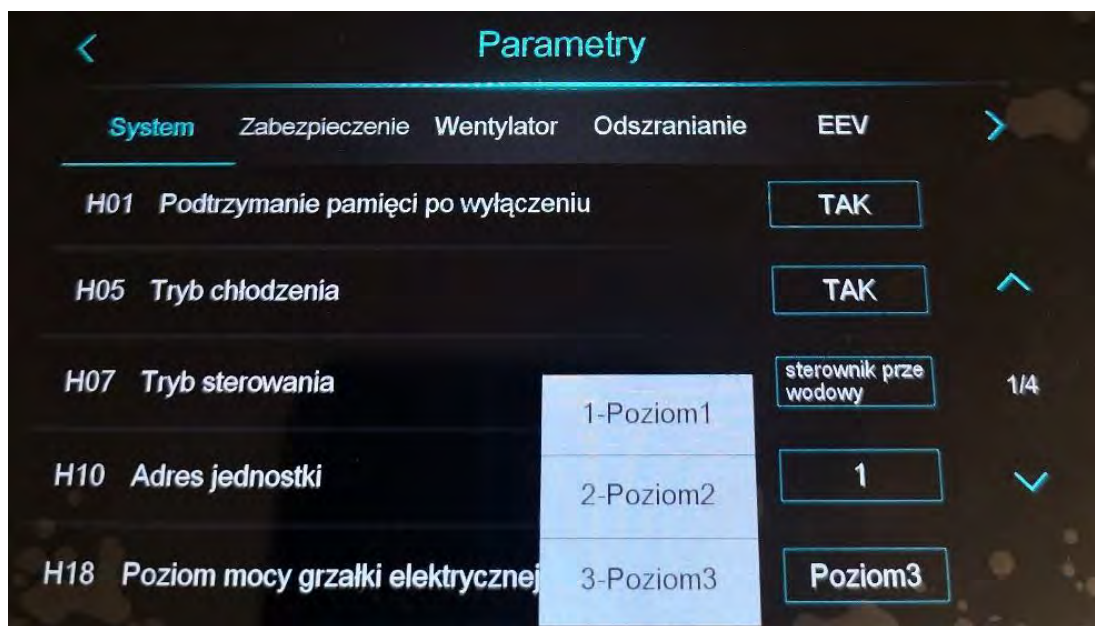 Parametry
System Zabezpieczenie Wentylator Odszranianie EEV
H01 Podtrzymanie pamięci po wyłączeniu TAK
H05 Tryb chłodzenia TAK
H07 Tryb sterowania sterownik prze
wodowy 1/4
1-Poziom1
H10 Adres jednostki 1
2-Poziom2
H18 Poziom mocy grzałki elektrycznej 3-Poziom3 Poziom3